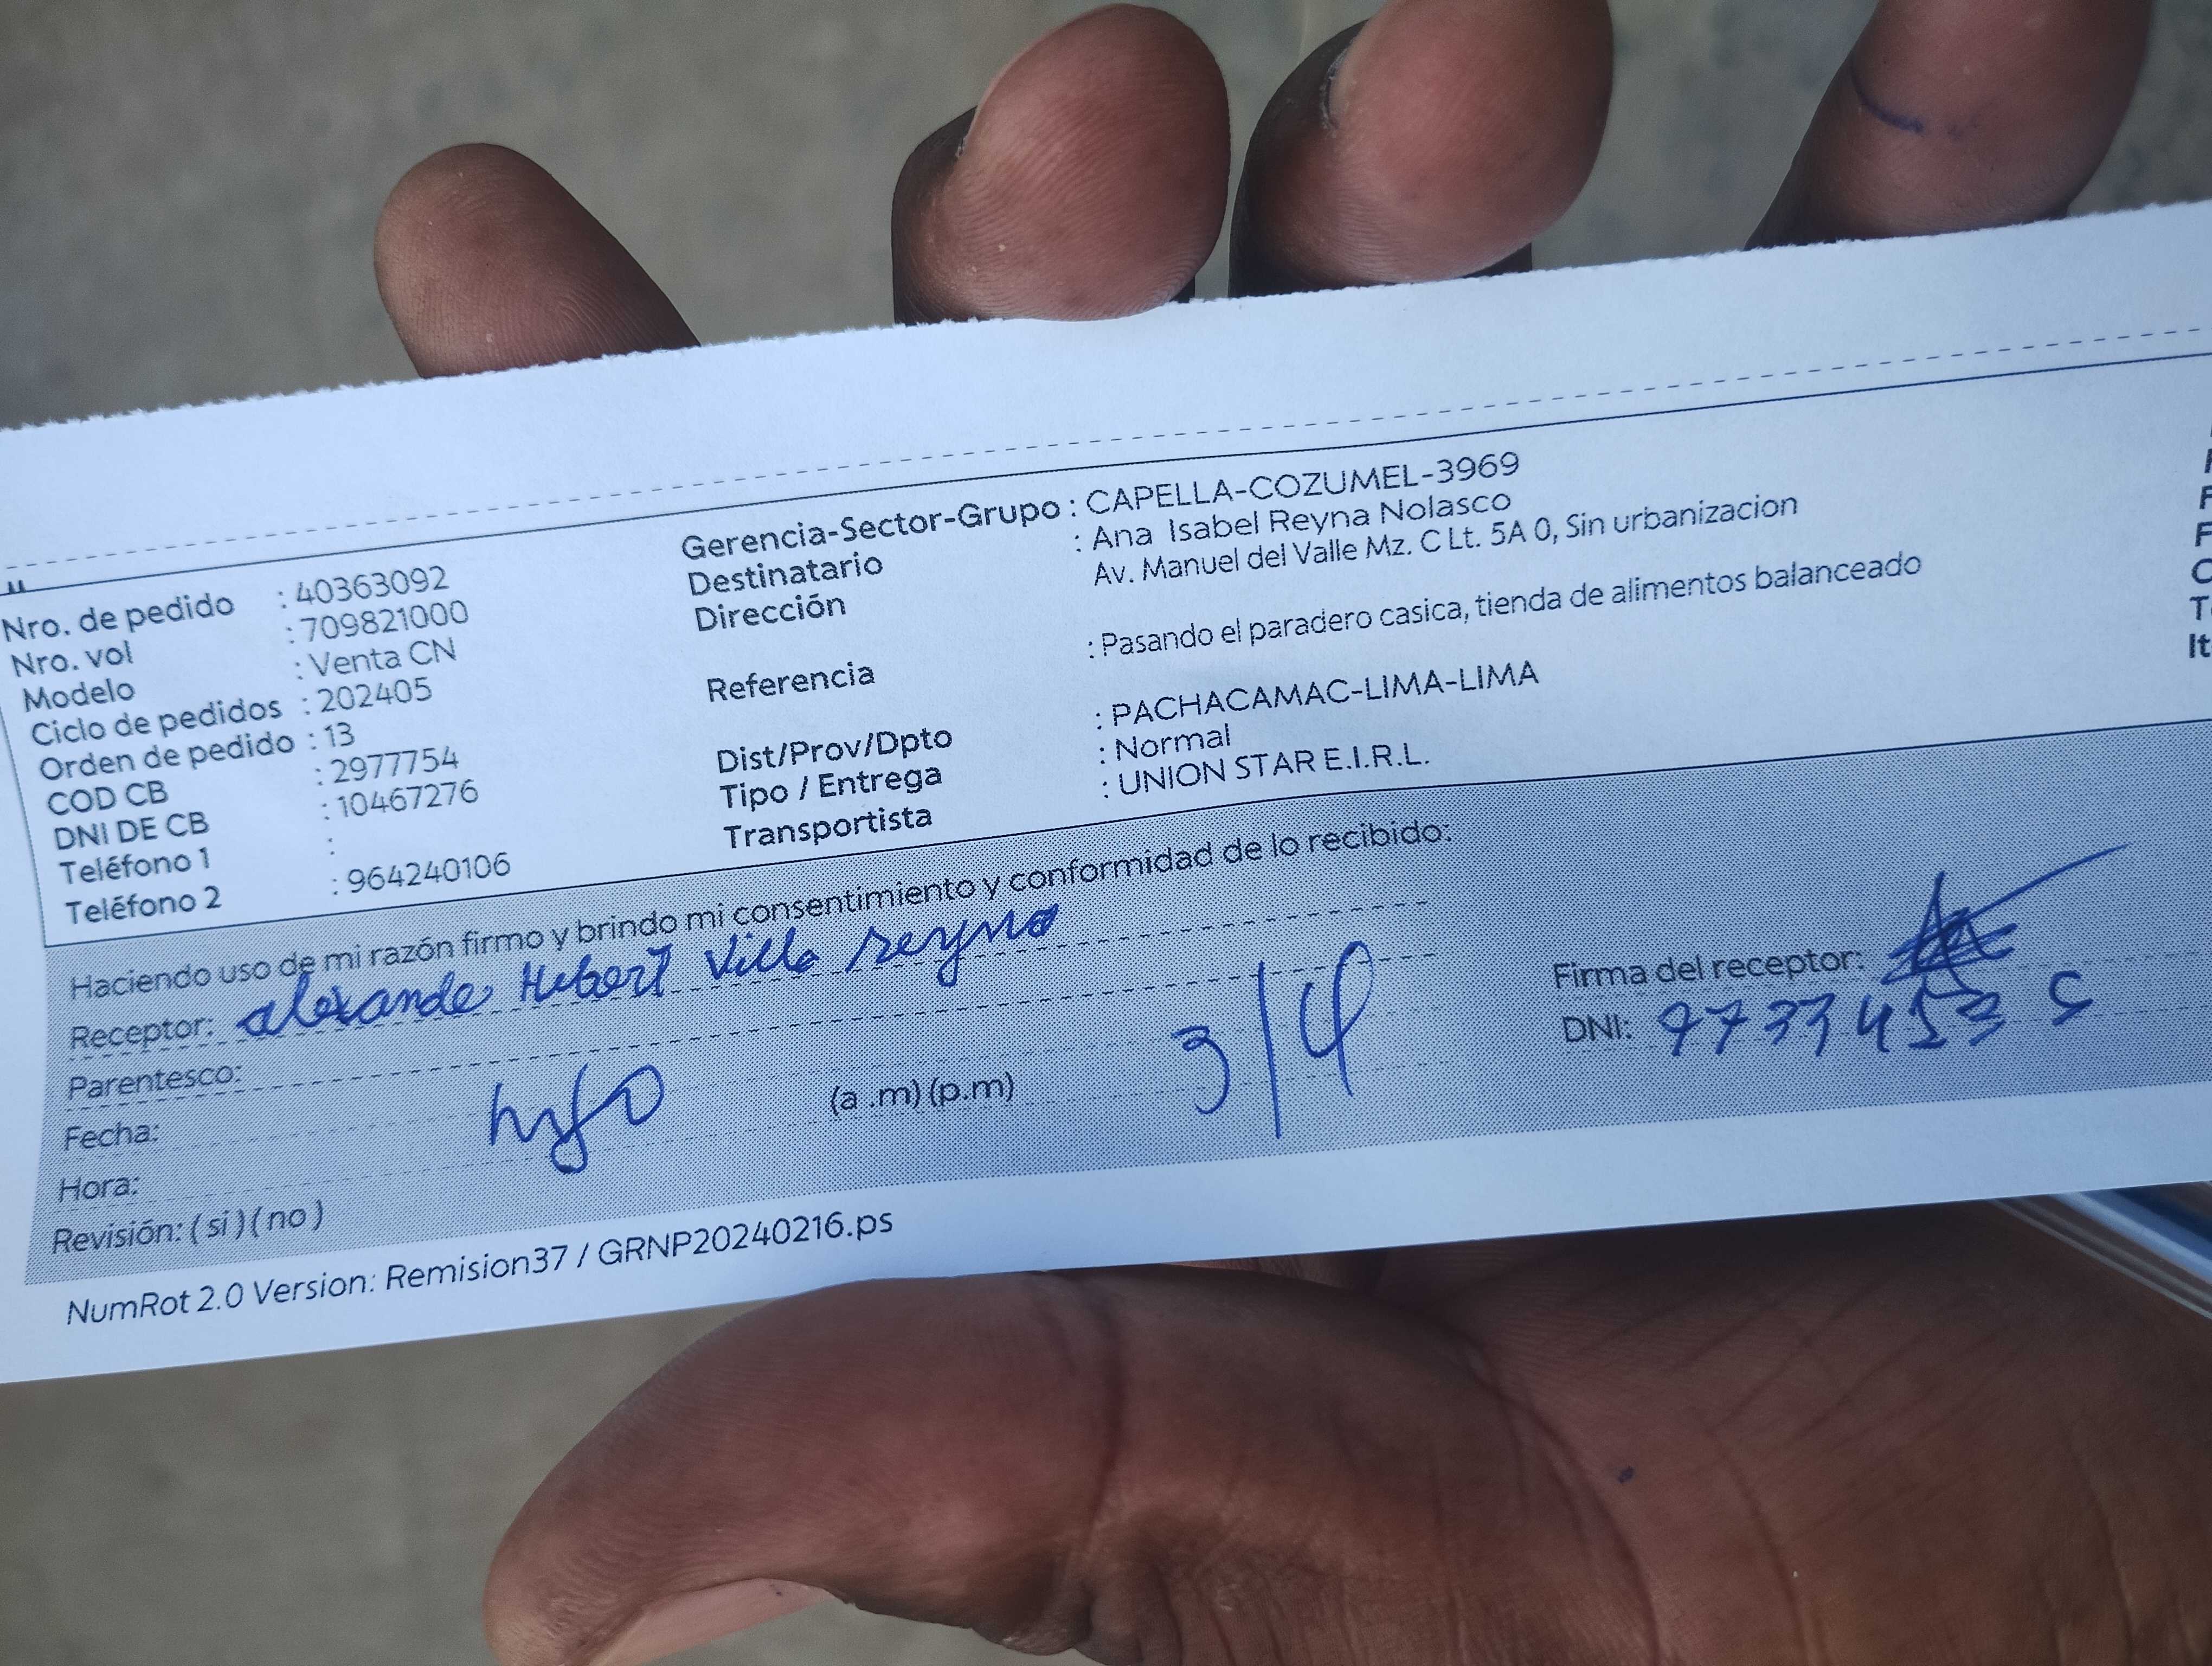 Nro. de pedido : 40363092
Nro. vol : 709821000
Modelo : Venta CN
Ciclo de pedidos : 202405
Orden de pedido : 13
COD CB : 2977754
DNI DE CB : 10467276
Teléfono 1 :
Teléfono 2 : 964240106
Gerencia-Sector-Grupo : CAPELLA-COZUMEL-3969
Destinatario : Ana Isabel Reyna Nolasco
Dirección Av. Manuel del Valle Mz. C Lt. 5A 0, Sin urbanizacion
Referencia : Pasando el paradero casica, tienda de alimentos balanceado
Dist/Prov/Dpto : PACHACAMAC-LIMA-LIMA
Tipo / Entrega : Normal
Transportista : UNION STAR E.I.R.L.
Haciendo uso de mi razón firmo y brindo mi consentimiento y conformidad de lo recibido:
Receptor: alexande Hebert Villa reyna
Parentesco:
Fecha: hijo (a .m) (p.m) 3/4
Hora:
Revisión: ( si ) ( no )
Firma del receptor:
DNI:
NumRot 2.0 Version: Remision37 / GRNP20240216.ps